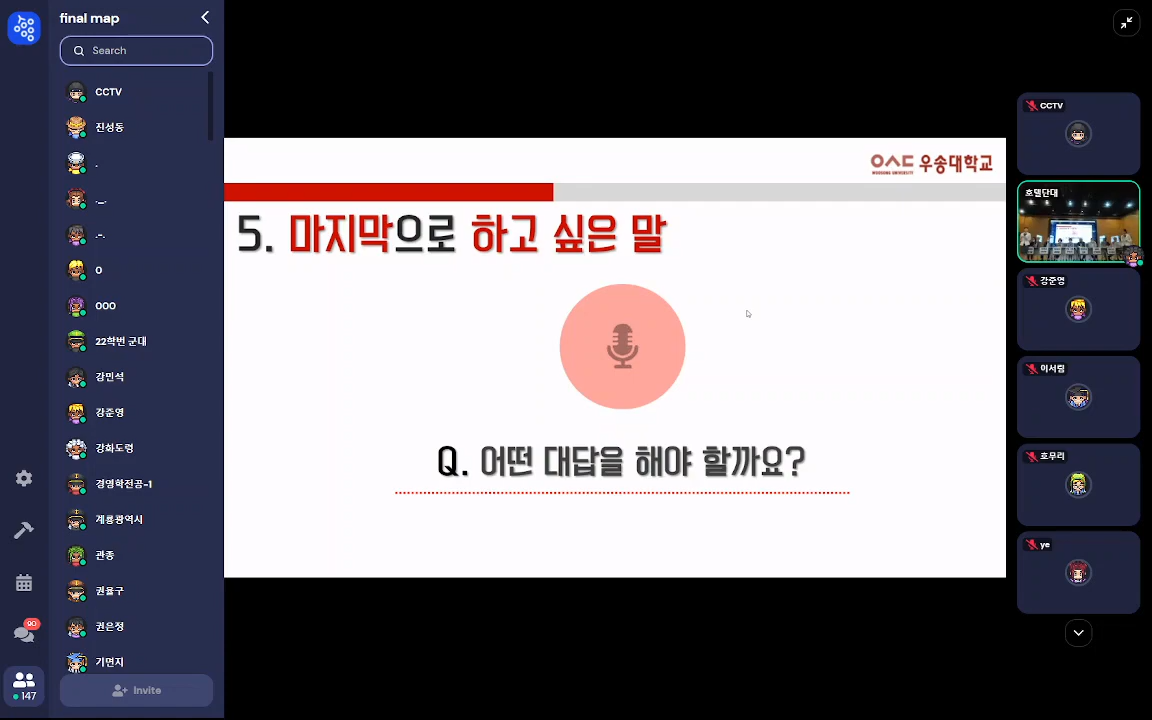 final map
Search
CCTV
진성동
.
._.
.-.
0
000
22학번 군대
강민석
강준영
강화도령
경영학전공-1
계룡광역시
관종
권율구
권은정
기면지
Invite
90
147
우송대학교
WOOSONG UNIVERSITY
5. 마지막으로 하고 싶은 말
Q. 어떤 대답을 해야 할까요?
CCTV
호텔단대
강준영
이서림
호무리
ye